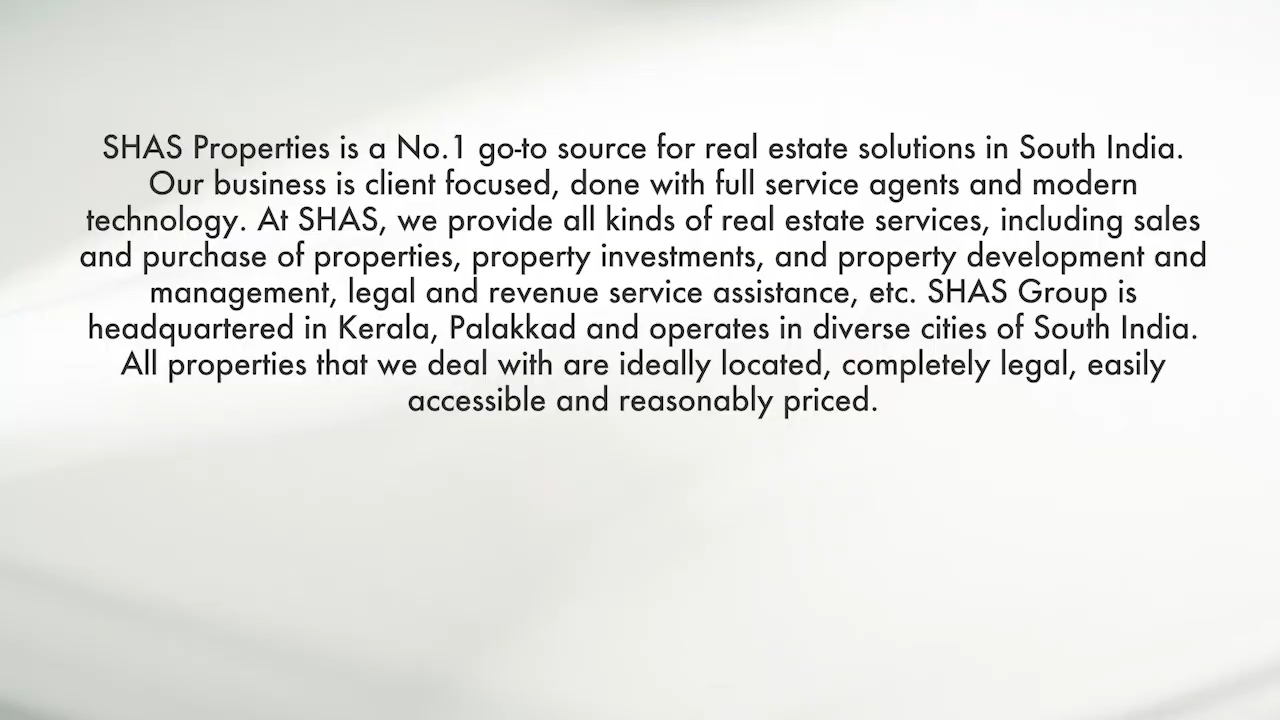 SHAS Properties is a No.1 go-to source for real estate solutions in South India.
Our business is client focused, done with full service agents and modern
technology. At SHAS, we provide all kinds of real estate services, including sales
and purchase of properties, property investments, and property development and
management, legal and revenue service assistance, etc. SHAS Group is
headquartered in Kerala, Palakkad and operates in diverse cities of South India.
All properties that we deal with are ideally located, completely legal, easily
accessible and reasonably priced.